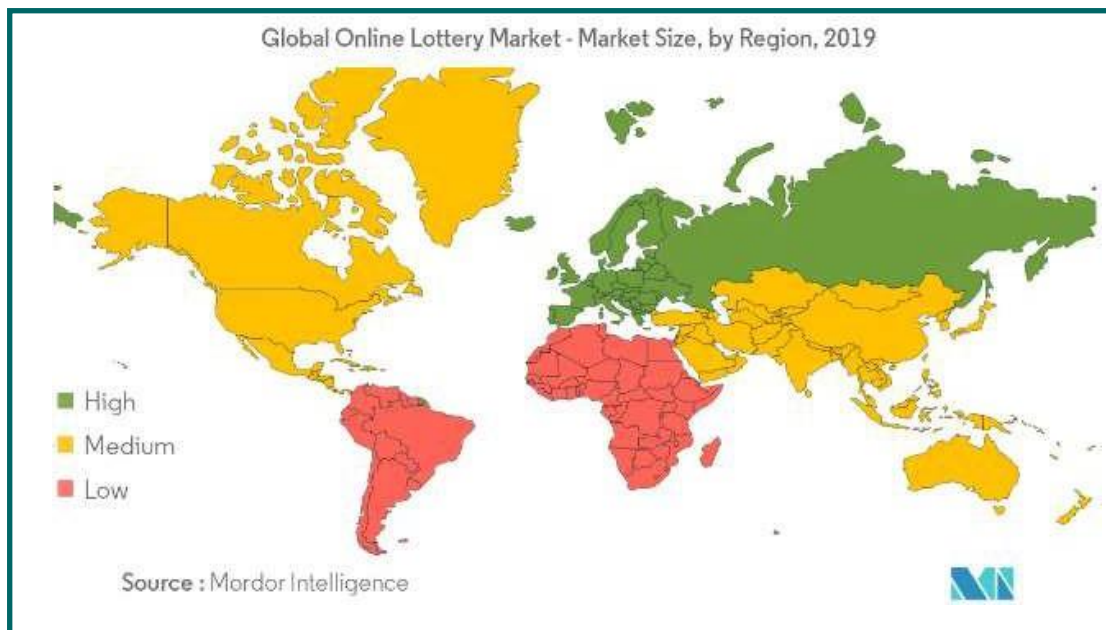 Global Online Lottery Market - Market Size, by Region, 2019
High
Medium
Low
Source : Mordor Intelligence